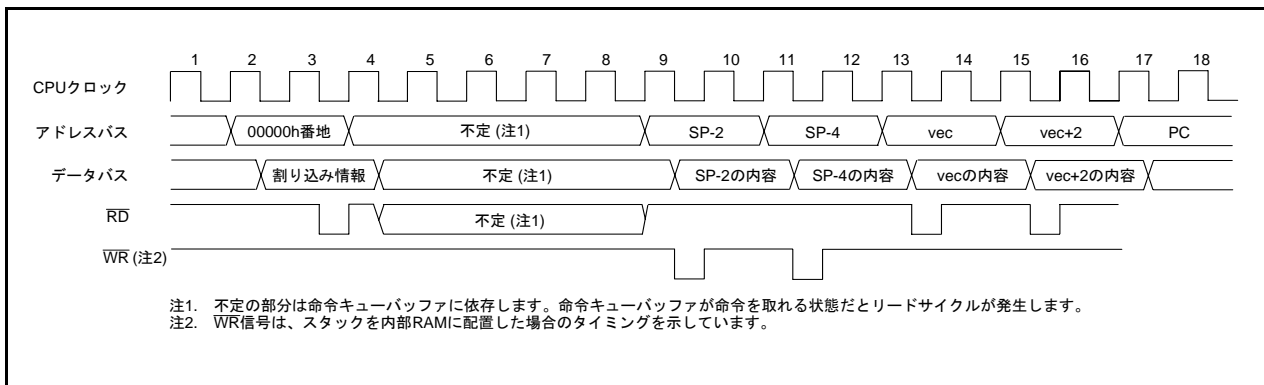 1 2 3 4 5 6 7 8 9 10 11 12 13 14 15 16 17 18
CPUクロック
アドレスバス 00000h番地 不定 (注1) SP-2 SP-4 vec vec+2 PC
データバス 割り込み情報 不定 (注1) SP-2の内容 SP-4の内容 vecの内容 vec+2の内容
RD 不定 (注1)
WR (注2)
注1. 不定の部分は命令キューバッファに依存します。命令キューバッファが命令を取れる状態だとリードサイクルが発生します。
注2. WR信号は、スタックを内部RAMに配置した場合のタイミングを示しています。